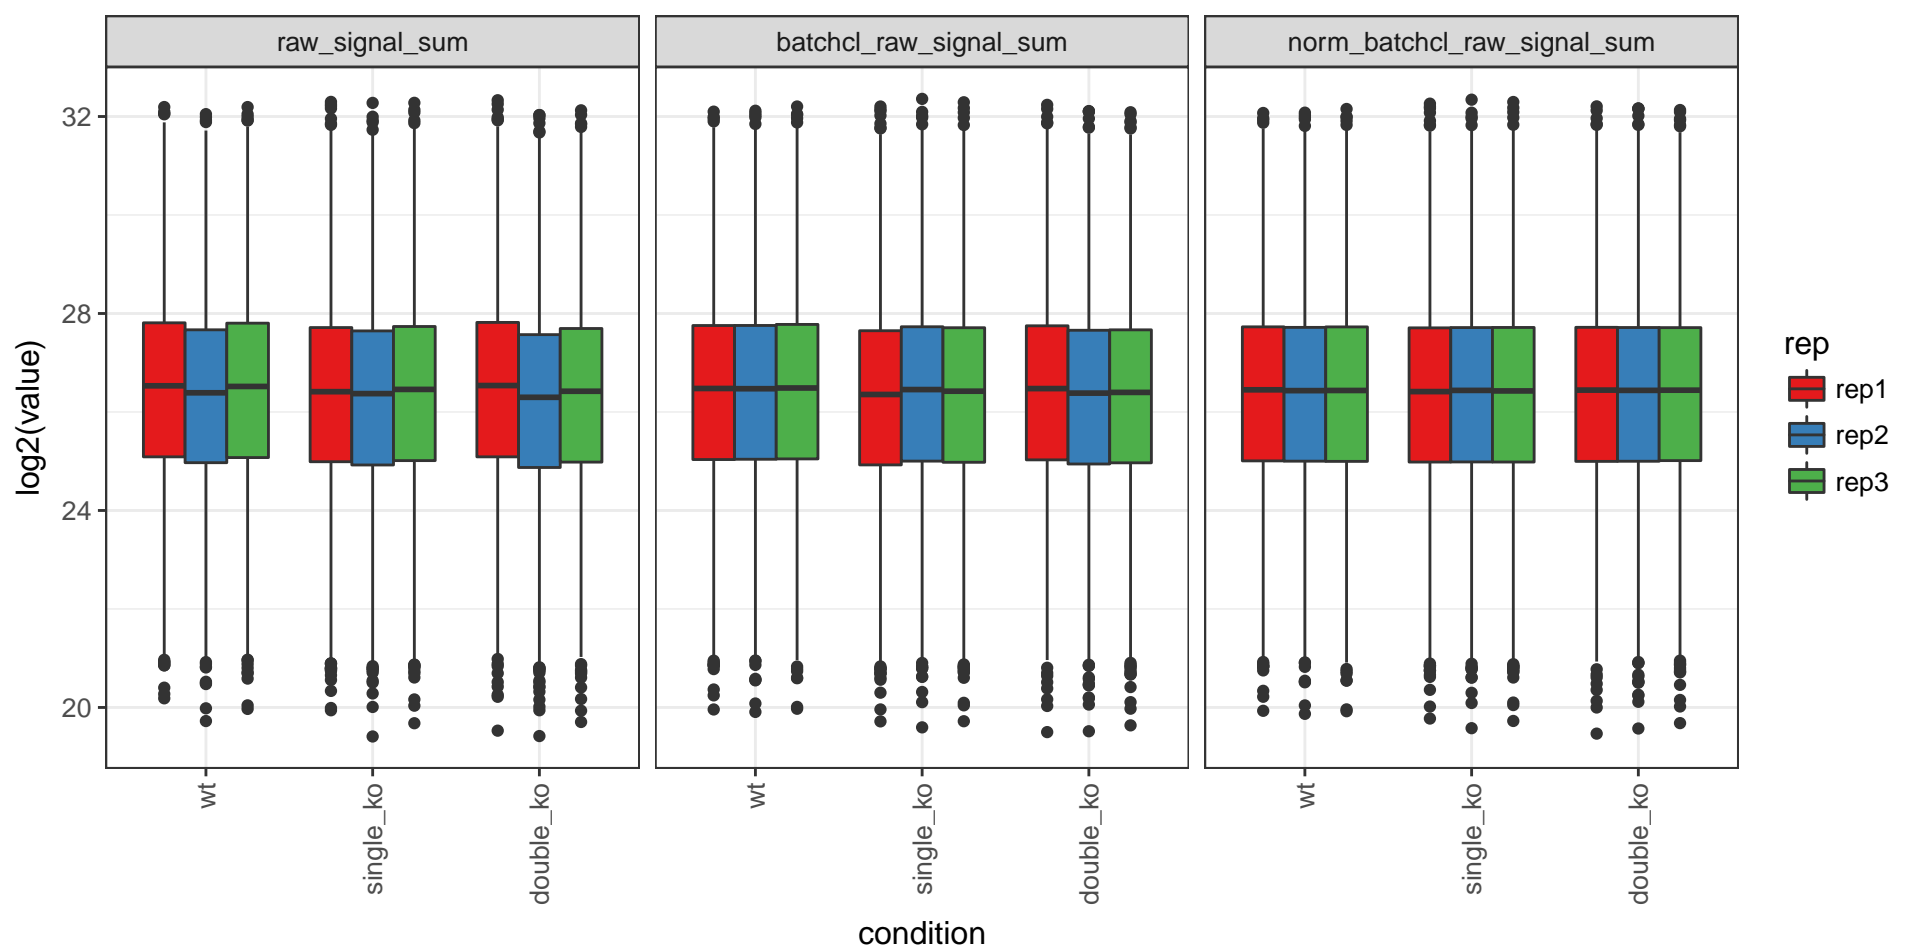 raw_signal_sum
batchcl_raw_signal_sum
norm_batchcl_raw_signal_sum
32
28
24
20
log2(value)
wt
single_ko
double_ko
wt
single_ko
double_ko
wt
single_ko
double_ko
condition
rep
rep1
rep2
rep3